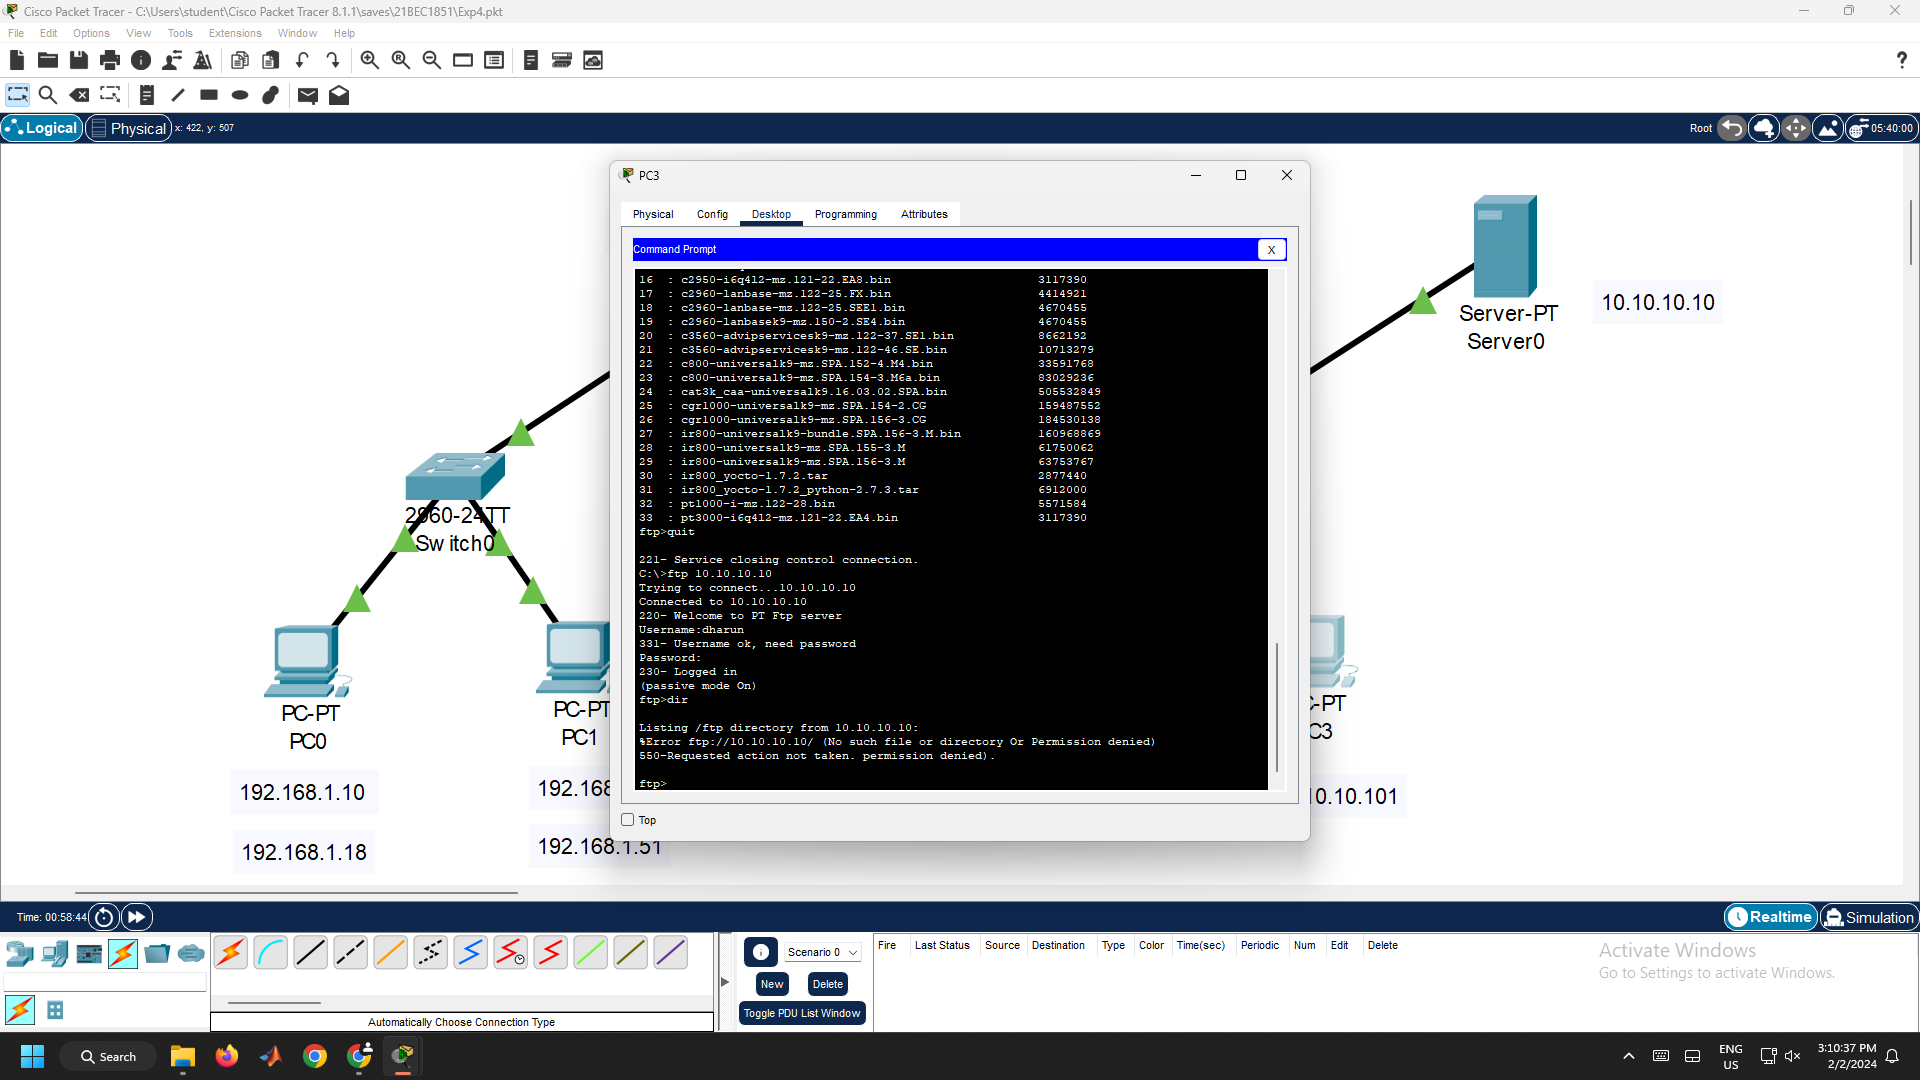 Cisco Packet Tracer - C:\Users\student\Cisco Packet Tracer 8.1.1\saves\21BEC1851\Exp4.pkt
File Edit Options View Tools Extensions Window Help
?
Logical Physical x: 422, y: 507 Root 05:40:00
PC3
Physical Config Desktop Programming Attributes
Command Prompt X
16 : c2950-i6q4l2-mz.121-22.EA8.bin 3117390
17 : c2960-lanbase-mz.122-25.FX.bin 4414921
18 : c2960-lanbase-mz.122-25.SEE1.bin 4670455
19 : c2960-lanbasek9-mz.150-2.SE4.bin 4670455
20 : c3560-advipservicesk9-mz.122-37.SE1.bin 8662192
21 : c3560-advipservicesk9-mz.122-46.SE.bin 10713279
22 : c800-universalk9-mz.SPA.152-4.M4.bin 33591768
23 : c800-universalk9-mz.SPA.154-3.M6a.bin 83029236
24 : cat3k_caa-universalk9.16.03.02.SPA.bin 505532849
25 : cgr1000-universalk9-mz.SPA.154-2.CG 159487552
26 : cgr1000-universalk9-mz.SPA.156-3.CG 184530138
27 : ir800-universalk9-bundle.SPA.156-3.M.bin 160968869
28 : ir800-universalk9-mz.SPA.155-3.M 61750062
29 : ir800-universalk9-mz.SPA.156-3.M 63753767
30 : ir800_yocto-1.7.2.tar 2877440
31 : ir800_yocto-1.7.2_python-2.7.3.tar 6912000
32 : pt1000-i-mz.122-28.bin 5571584
33 : pt3000-i6q4l2-mz.121-22.EA4.bin 3117390
ftp>quit
221- Service closing control connection.
C:\>ftp 10.10.10.10
Trying to connect...10.10.10.10
Connected to 10.10.10.10
220- Welcome to PT Ftp server
Username:dharun
331- Username ok, need password
Password:
230- Logged in
(passive mode On)
ftp>dir
Listing /ftp directory from 10.10.10.10:
%Error ftp://10.10.10.10/ (No such file or directory Or Permission denied)
550-Requested action not taken. permission denied).
ftp>
Top
Server-PT
Server0
10.10.10.10
2960-24TT
Switch0
PC-PT
PC0
PC-PT
PC1
-PT
C3
192.168.1.10
192.168
0.10.101
192.168.1.18
192.168.1.51
Time: 00:58:44 Realtime Simulation
Scenario 0
New Delete
Toggle PDU List Window
Fire Last Status Source Destination Type Color Time(sec) Periodic Num Edit Delete
Activate Windows
Go to Settings to activate Windows.
Automatically Choose Connection Type
Search
ENG
US
3:10:37 PM
2/2/2024